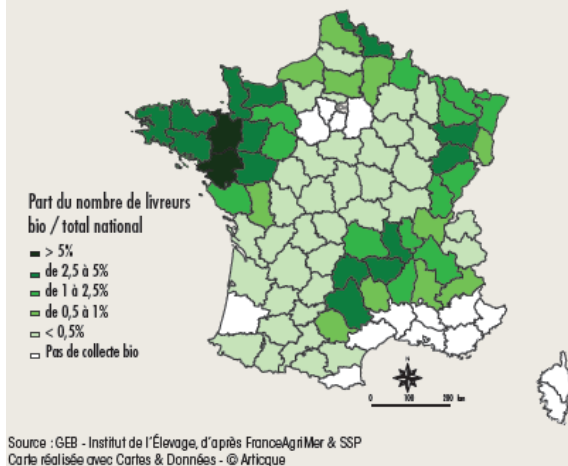 Part du nombre de livreurs
bio / total national
> 5%
de 2,5 à 5%
de 1 à 2,5%
de 0,5 à 1%
< 0,5%
Pas de collecte bio
N
0 100 200 km
Source : GEB - Institut de l'Élevage, d'après FranceAgriMer & SSP
Carte réalisée avec Cartes & Données - © Articque